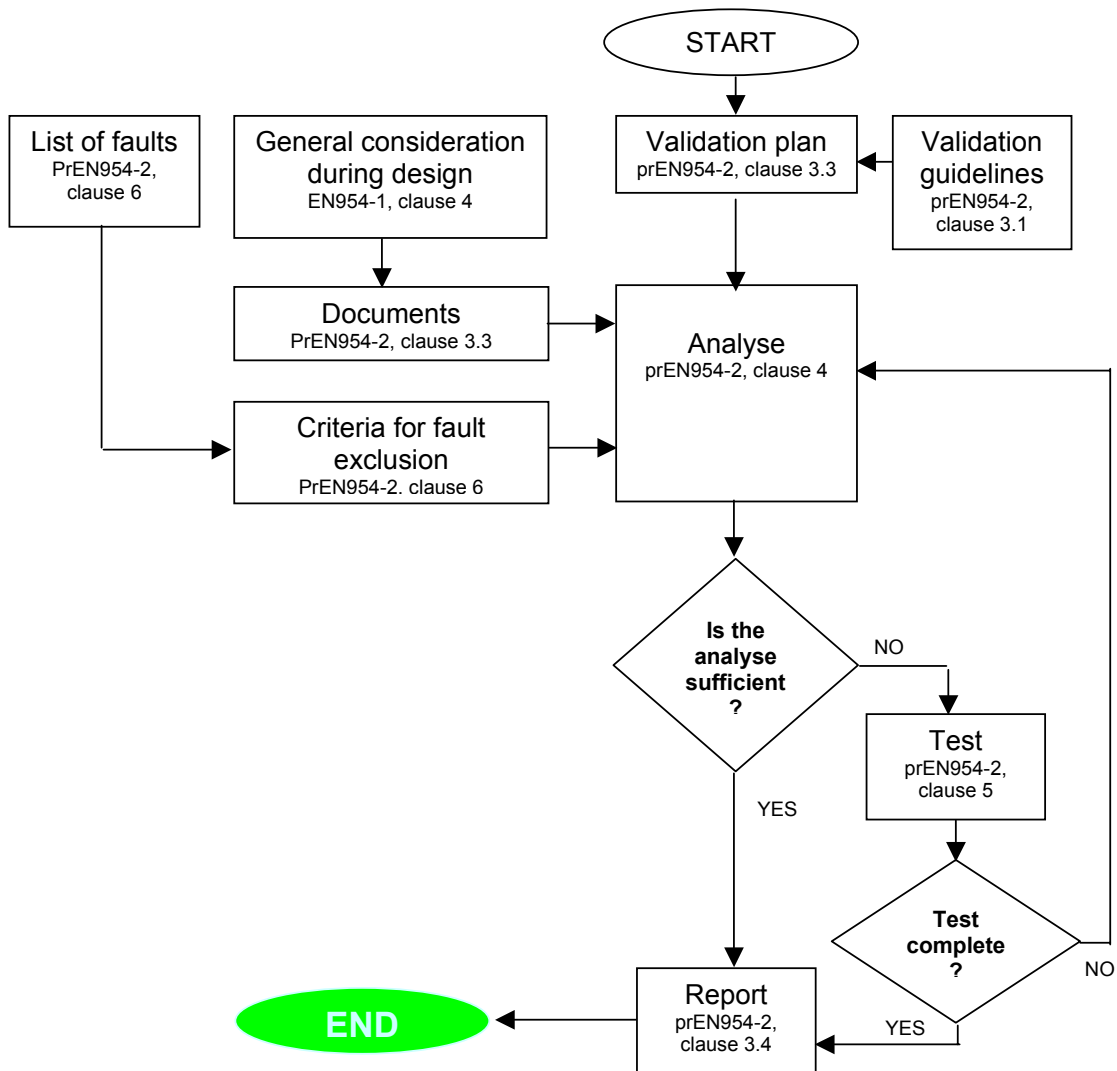 START
List of faults
PrEN954-2,
clause 6
General consideration
during design
EN954-1, clause 4
Validation plan
prEN954-2, clause 3.3
Validation
guidelines
prEN954-2,
clause 3.1
Documents
PrEN954-2, clause 3.3
Analyse
prEN954-2, clause 4
Criteria for fault
exclusion
PrEN954-2. clause 6
Is the
analyse
sufficient
?
NO
Test
prEN954-2,
clause 5
YES
Test
complete
?
NO
Report
prEN954-2,
clause 3.4
YES
END